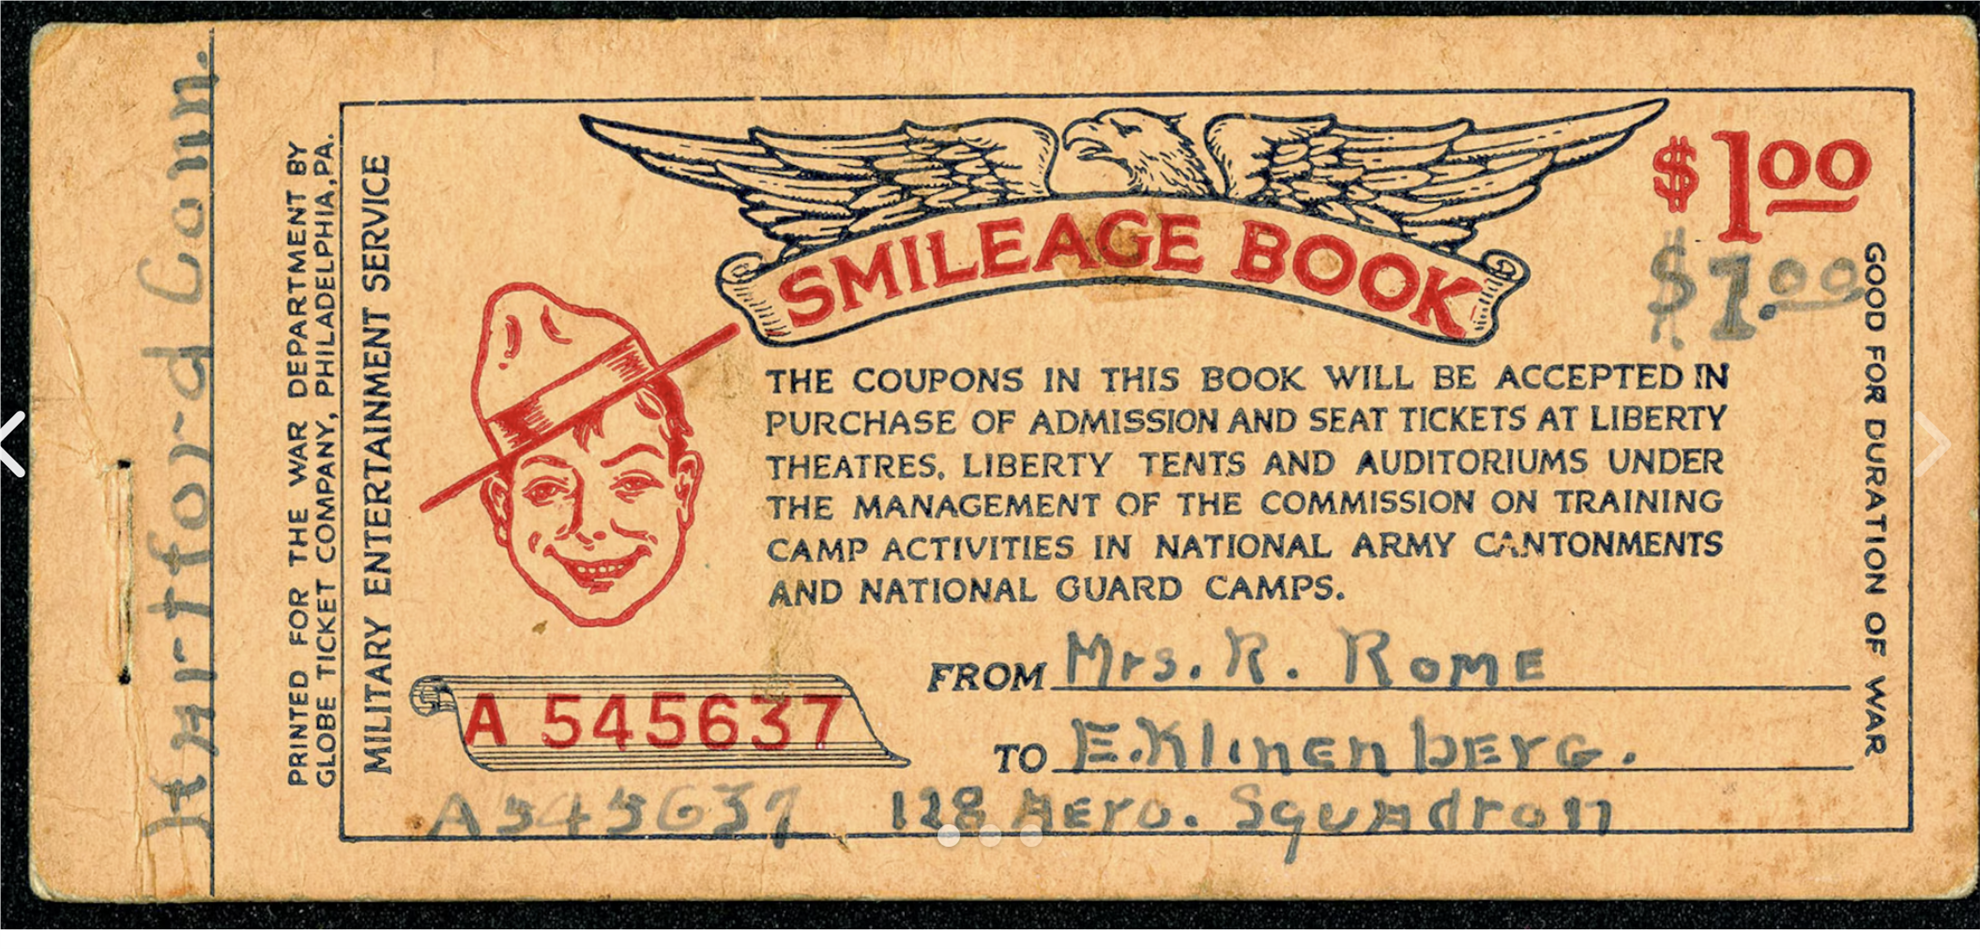 Hartford Conn.
PRINTED FOR THE WAR DEPARTMENT BY
GLOBE TICKET COMPANY, PHILADELPHIA, PA.
MILITARY ENTERTAINMENT SERVICE
SMILEAGE BOOK
$1.00
$1.00
THE COUPONS IN THIS BOOK WILL BE ACCEPTED IN
PURCHASE OF ADMISSION AND SEAT TICKETS AT LIBERTY
THEATRES, LIBERTY TENTS AND AUDITORIUMS UNDER
THE MANAGEMENT OF THE COMMISSION ON TRAINING
CAMP ACTIVITIES IN NATIONAL ARMY CANTONMENTS
AND NATIONAL GUARD CAMPS.
FROM Mrs. R. ROME
TO E. KlinEnbErG.
A 545637
A 545637
128 AEro. Squadron
GOOD FOR DURATION OF WAR